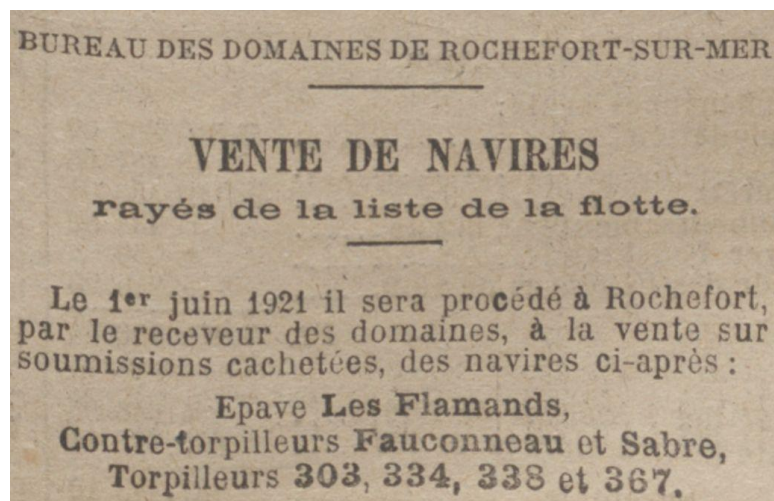 BUREAU DES DOMAINES DE ROCHEFORT-SUR-MER
VENTE DE NAVIRES
rayés de la liste de la flotte.
Le 1er juin 1921 il sera procédé à Rochefort,
par le receveur des domaines, à la vente sur
soumissions cachetées, des navires ci-après :
Epave Les Flamands,
Contre-torpilleurs Fauconneau et Sabre,
Torpilleurs 303, 334, 338 et 367.